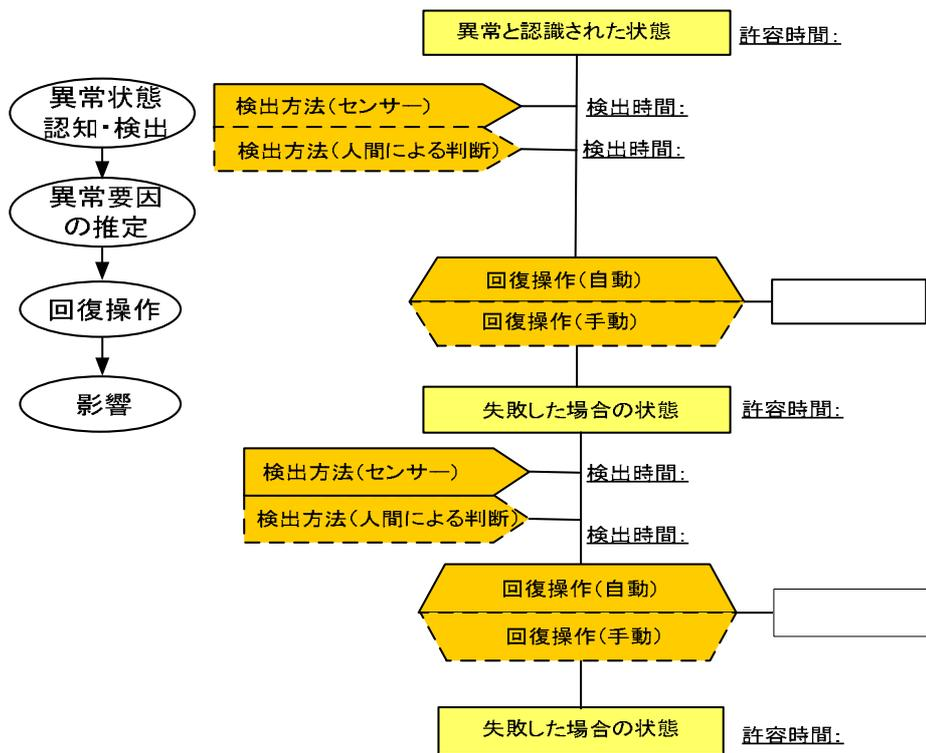 異常と認識された状態
許容時間:
異常状態
認知・検出
異常要因
の推定
回復操作
影響
検出方法(センサー)
検出時間:
検出方法(人間による判断)
検出時間:
回復操作(自動)
回復操作(手動)
失敗した場合の状態
許容時間:
検出方法(センサー)
検出時間:
検出方法(人間による判断)
検出時間:
回復操作(自動)
回復操作(手動)
失敗した場合の状態
許容時間: